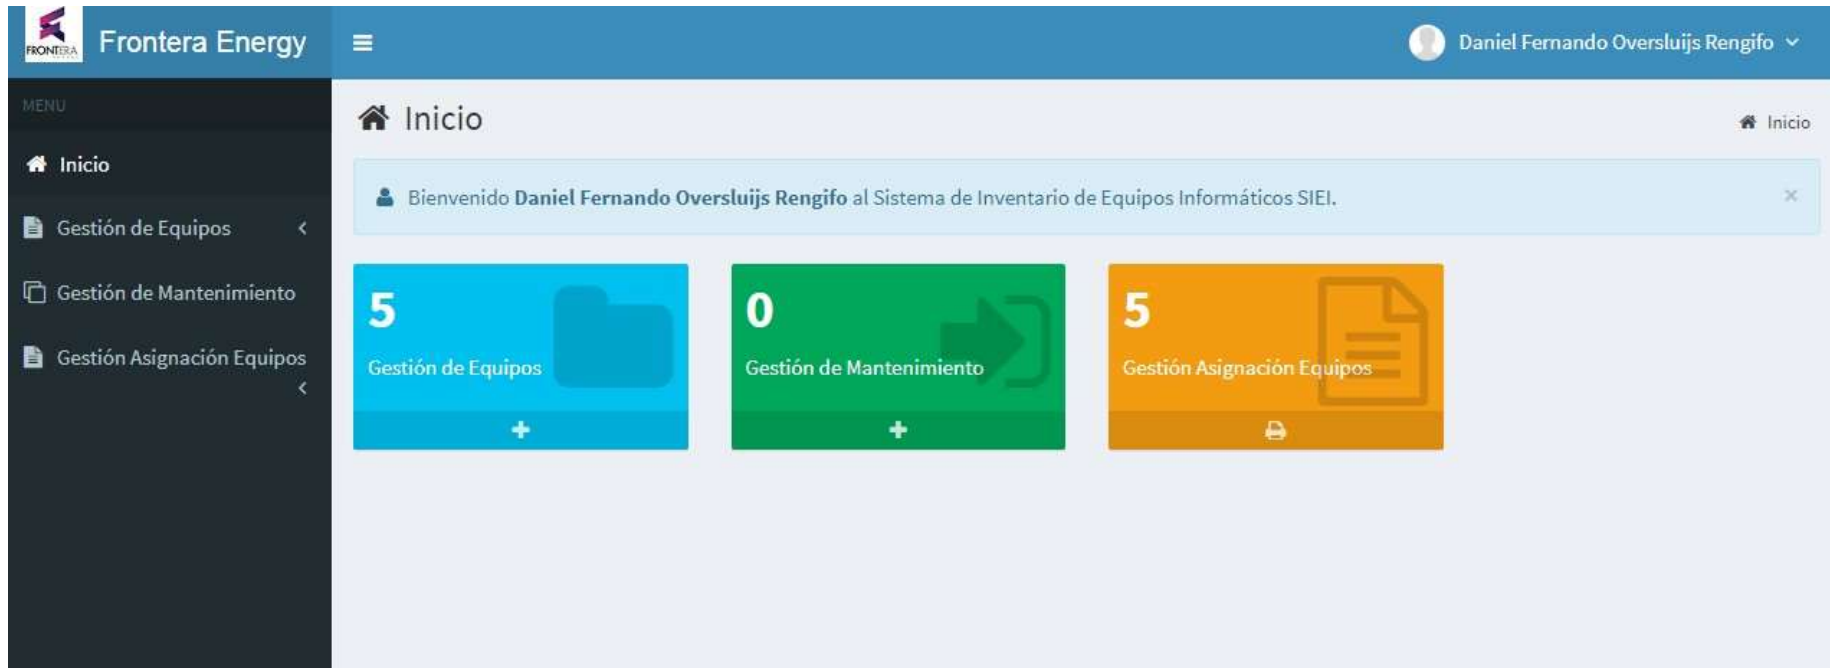 FRONTERA
Frontera Energy
Daniel Fernando Oversluijs Rengifo
MENU
Inicio
Inicio
Inicio
Bienvenido Daniel Fernando Oversluijs Rengifo al Sistema de Inventario de Equipos Informáticos SIEI.
Gestión de Equipos
Gestión de Mantenimiento
Gestión Asignación Equipos
5
Gestión de Equipos
0
Gestión de Mantenimiento
5
Gestión Asignación Equipos